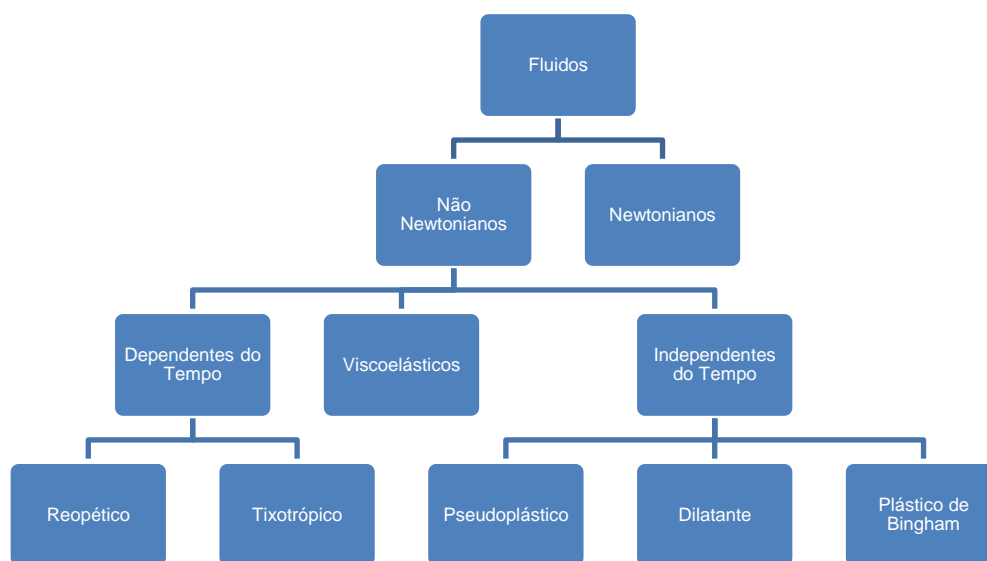 Fluidos
Não
Newtonianos
Newtonianos
Dependentes do
Tempo
Viscoelásticos
Independentes
do Tempo
Reopético
Tixotrópico
Pseudoplástico
Dilatante
Plástico de
Bingham